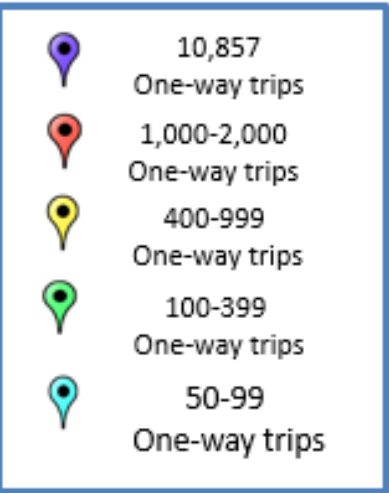 10,857
One-way trips
1,000-2,000
One-way trips
400-999
One-way trips
100-399
One-way trips
50-99
One-way trips